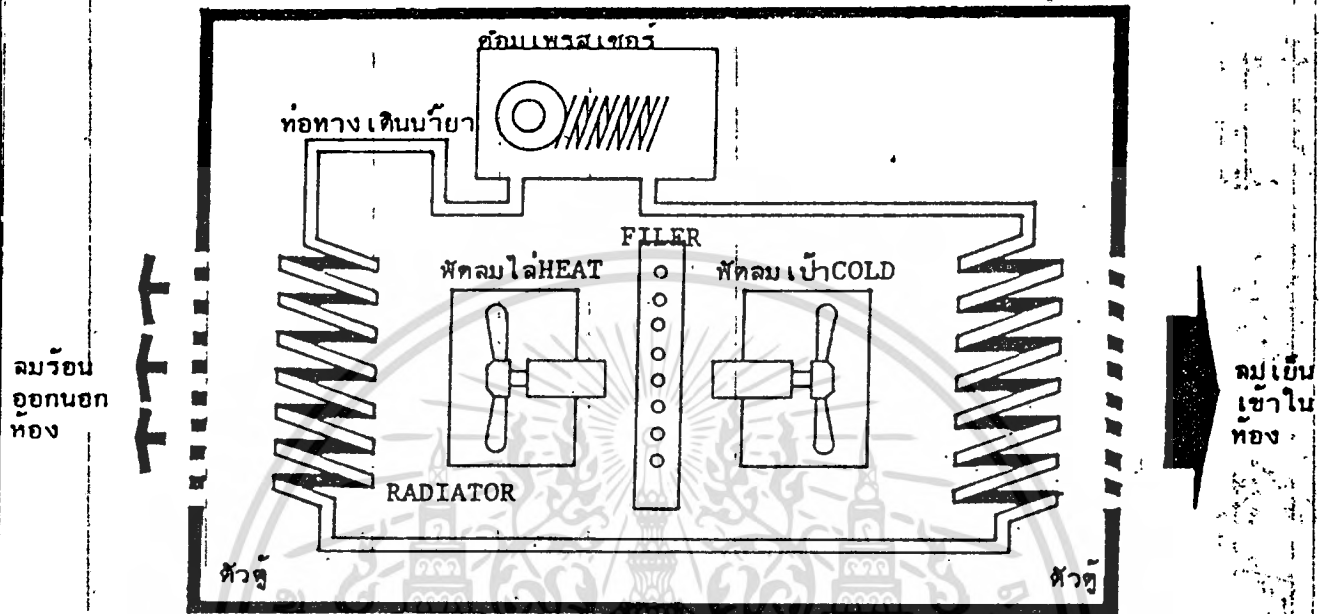 คอมเพรสเซอร์
ท่อทางเดินน้ำยา
FILER
พัดลมไล่HEAT
พัดลมเป่าCOLD
ลมร้อน
ออกนอก
ห้อง
ลมเย็น
เข้าใน
ห้อง
RADIATOR
ตัวตู้
ตัวตู้